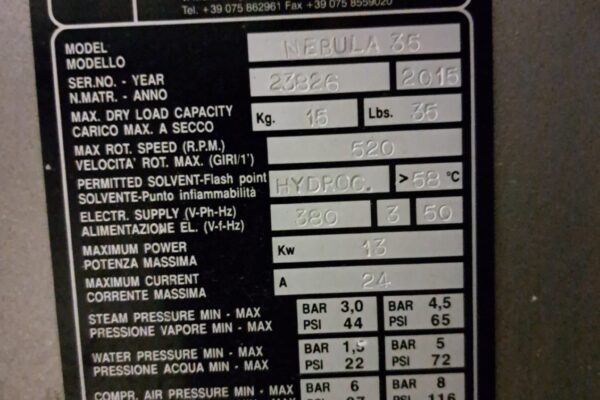 Tel. +39 075 862961 Fax +39 075 8559020
MODEL NEBULA 35
MODELLO
SER.NO. - YEAR 23826 2015
N.MATR. - ANNO
MAX. DRY LOAD CAPACITY Kg. 15 Lbs. 35
CARICO MAX. A SECCO
MAX ROT. SPEED (R.P.M.) 520
VELOCITA' ROT. MAX. (GIRI/1')
PERMITTED SOLVENT-Flash point HYDROC. > 58 °C
SOLVENTE-Punto infiammabilità
ELECTR. SUPPLY (V-Ph-Hz) 380 3 50
ALIMENTAZIONE EL. (V-f-Hz)
MAXIMUM POWER Kw 13
POTENZA MASSIMA
MAXIMUM CURRENT A 24
CORRENTE MASSIMA
STEAM PRESSURE MIN - MAX BAR 3,0 BAR 4,5
PRESSIONE VAPORE MIN - MAX PSI 44 PSI 65
WATER PRESSURE MIN - MAX BAR 1,5 BAR 5
PRESSIONE ACQUA MIN - MAX PSI 22 PSI 72
COMPR. AIR PRESSURE MIN - MAX BAR 6 BAR 8
PSI 87 PSI 116